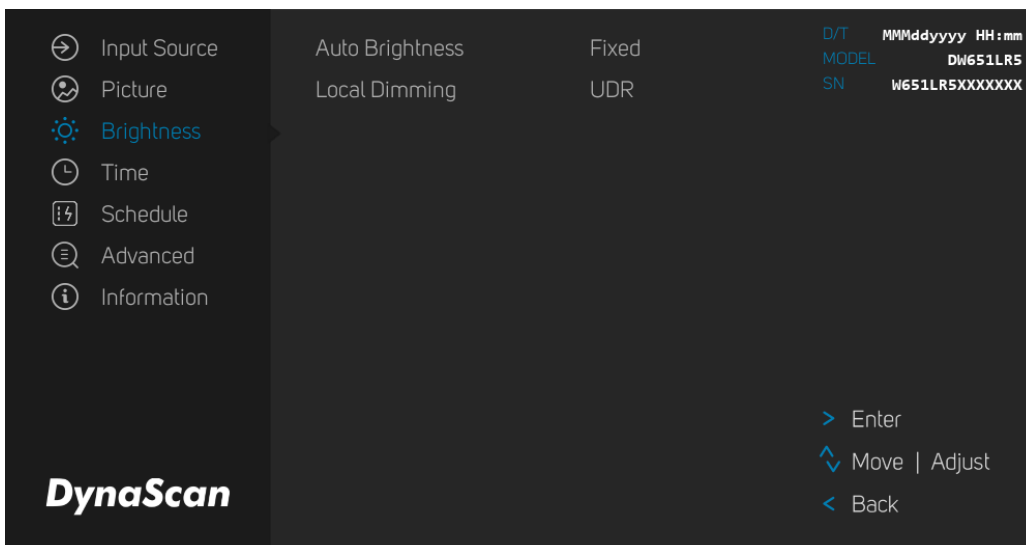 Input Source
Picture
Brightness
Time
Schedule
Advanced
Information
DynaScan
Auto Brightness Fixed
Local Dimming UDR
D/T MMMddyyyy HH:mm
MODEL DW651LR5
SN W651LR5XXXXXXX
> Enter
Move | Adjust
< Back